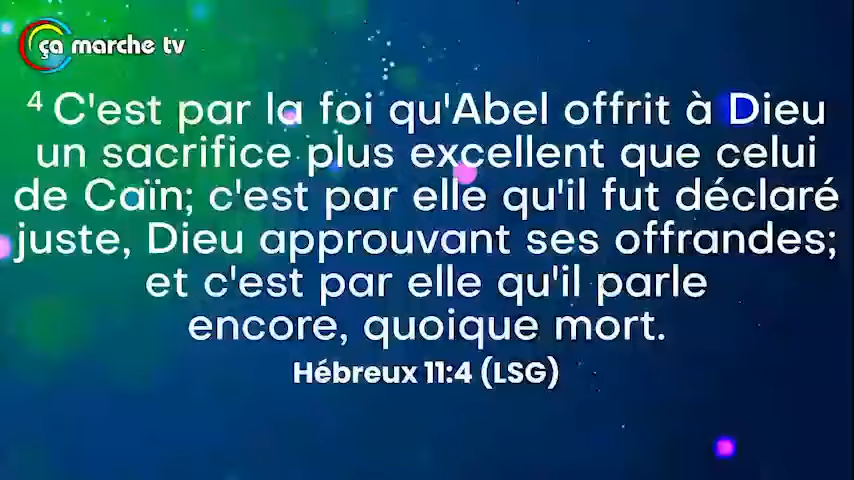 ça marche tv
4 C'est par la foi qu'Abel offrit à Dieu
un sacrifice plus excellent que celui
de Caïn; c'est par elle qu'il fut déclaré
juste, Dieu approuvant ses offrandes;
et c'est par elle qu'il parle
encore, quoique mort.
Hébreux 11:4 (LSG)